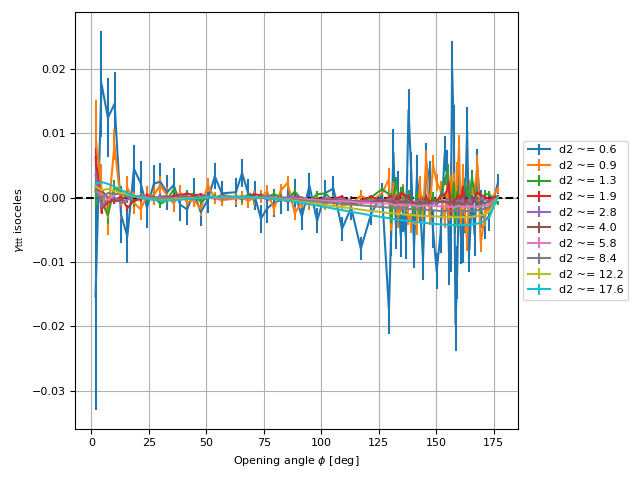 0.02
0.01
0.00
−0.01
−0.02
−0.03
γttt isoceles
0
25
50
75
100
125
150
175
Opening angle ϕ [deg]
d2 ~= 0.6
d2 ~= 0.9
d2 ~= 1.3
d2 ~= 1.9
d2 ~= 2.8
d2 ~= 4.0
d2 ~= 5.8
d2 ~= 8.4
d2 ~= 12.2
d2 ~= 17.6